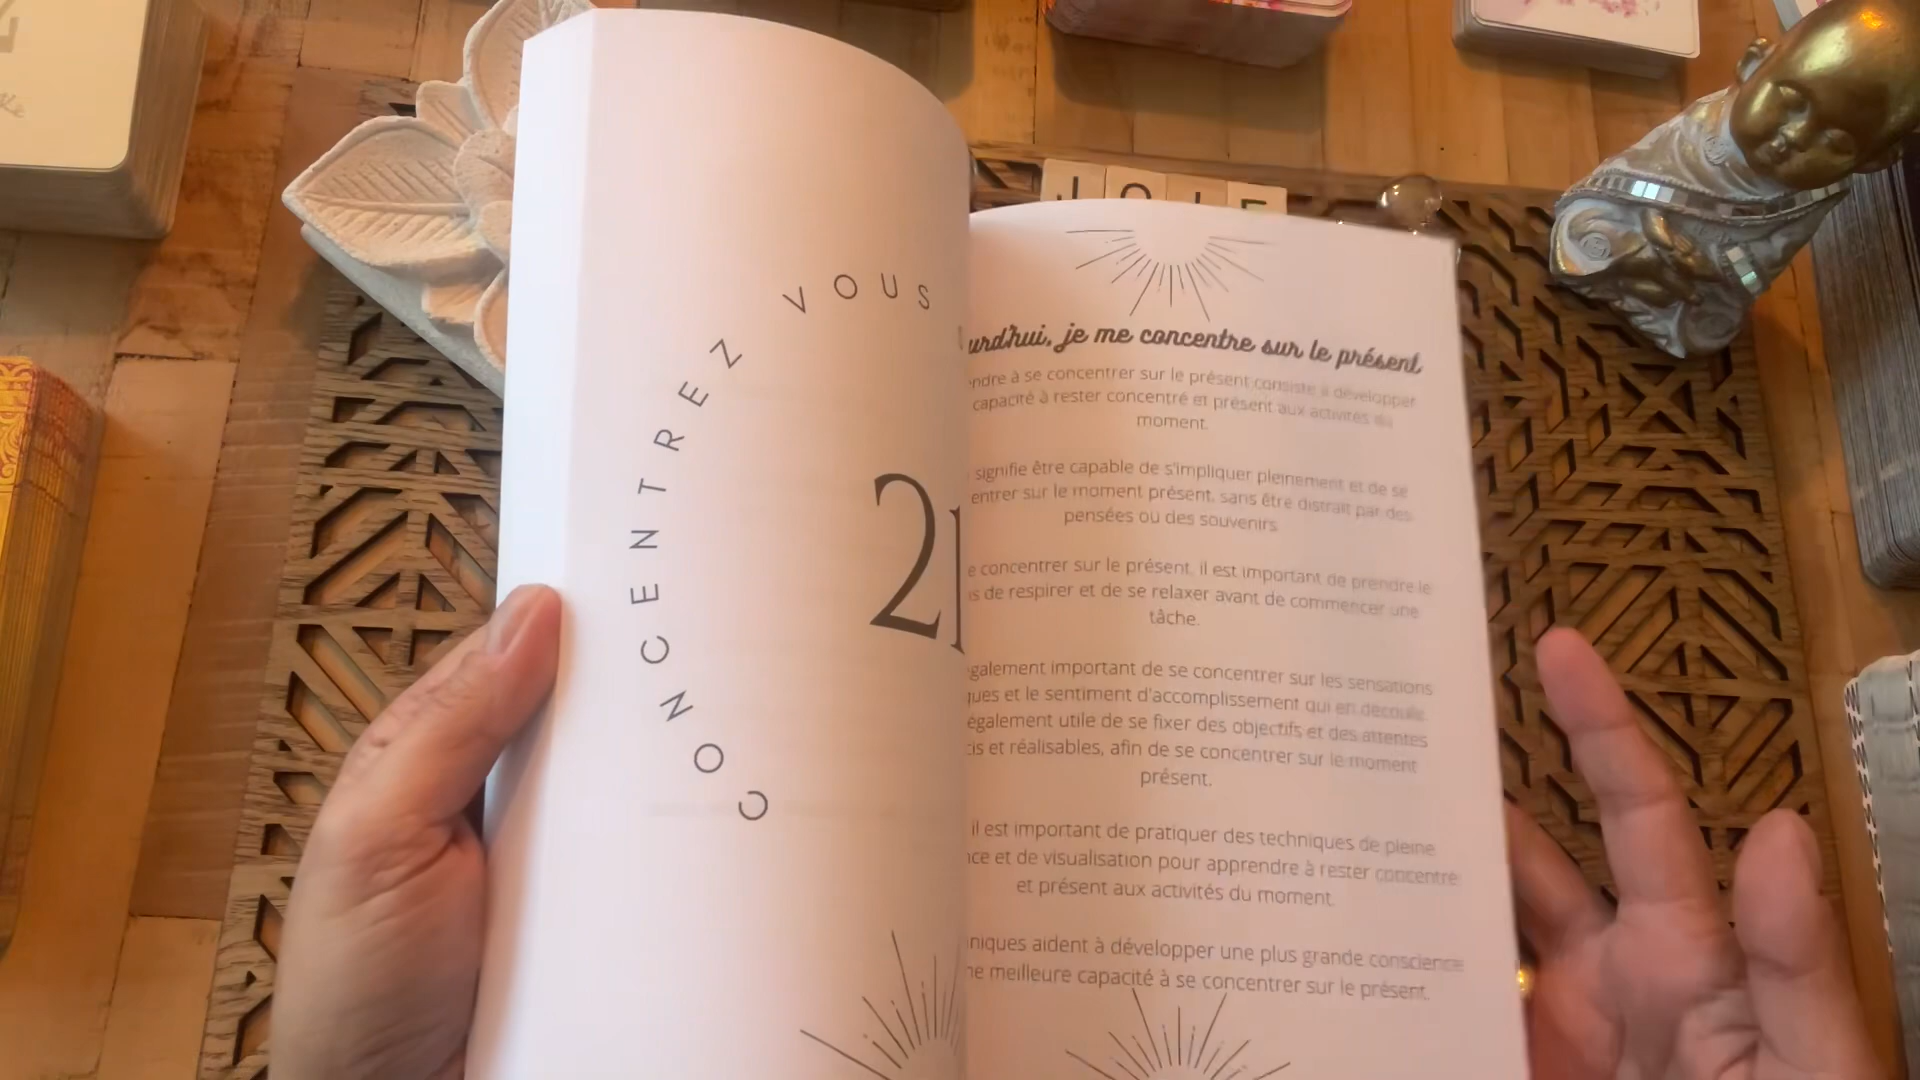 JOIE
CONCENTREZ VOUS
21
urd'hui, je me concentre sur le présent
ndre à se concentrer sur le présent consiste à développer
capacité à rester concentré et présent aux activités du
moment.
signifie être capable de s'impliquer pleinement et de se
entrer sur le moment présent, sans être distrait par des
pensées ou des souvenirs.
e concentrer sur le présent, il est important de prendre le
s de respirer et de se relaxer avant de commencer une
tâche.
galement important de se concentrer sur les sensations
ques et le sentiment d'accomplissement qui en découle.
également utile de se fixer des objectifs et des attentes
cis et réalisables, afin de se concentrer sur le moment
présent.
il est important de pratiquer des techniques de pleine
nce et de visualisation pour apprendre à rester concentré
et présent aux activités du moment.
niques aident à développer une plus grande conscience
ne meilleure capacité à se concentrer sur le présent.